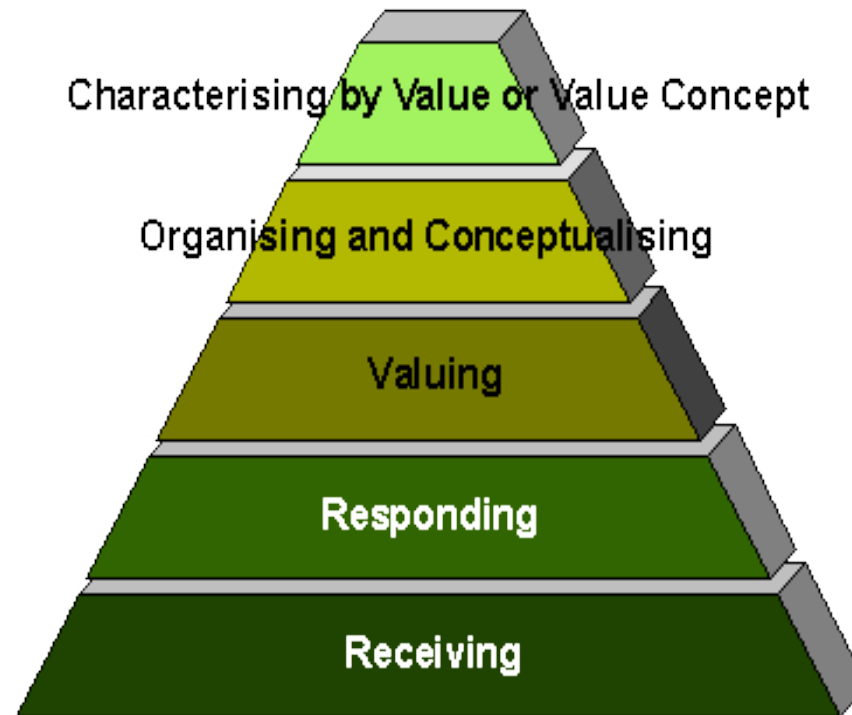 Characterising by Value or Value Concept
Organising and Conceptualising
Valuing
Responding
Receiving